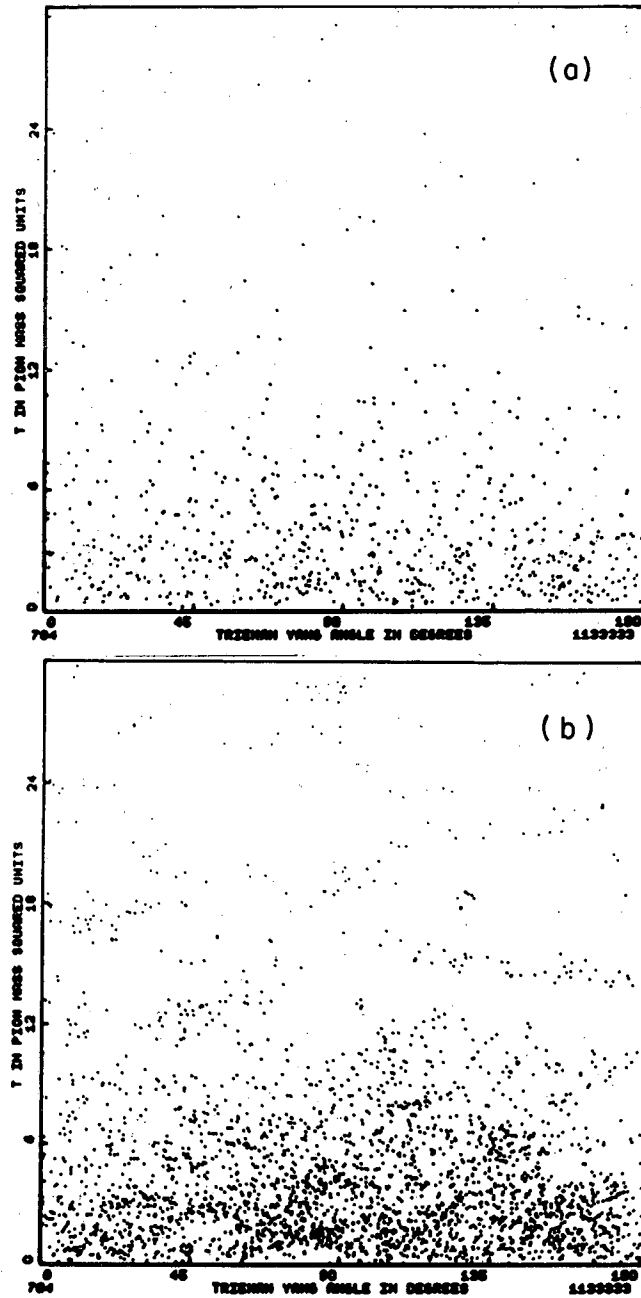 (a)
24
18
12
6
0
T IN PION MASS SQUARED UNITS
0 45 90 135 180
704 TRIEMAN YANG ANGLE IN DEGREES 1133333
(b)
24
18
12
6
0
T IN PION MASS SQUARED UNITS
0 45 90 135 180
704 TRIEMAN YANG ANGLE IN DEGREES 1133333